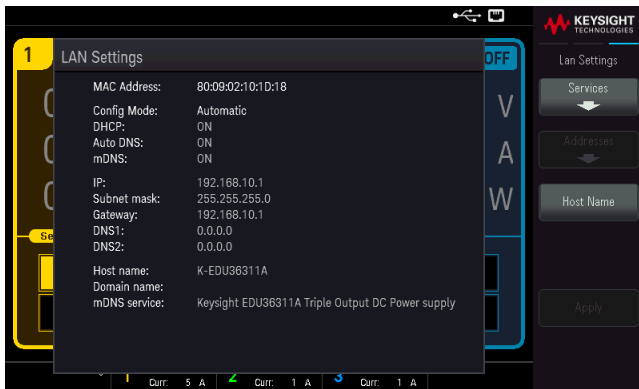 KEYSIGHT
TECHNOLOGIES
1
LAN Settings
OFF
Lan Settings
MAC Address: 80:09:02:10:1D:18
Services
Config Mode: Automatic
V
DHCP: ON
Auto DNS: ON
mDNS: ON
A
Addresses
IP: 192.168.10.1
Subnet mask: 255.255.255.0
W
Host Name
Gateway: 192.168.10.1
DNS1: 0.0.0.0
Se
DNS2: 0.0.0.0
Host name: K-EDU36311A
Domain name:
mDNS service: Keysight EDU36311A Triple Output DC Power supply
Apply
1 Curr: 5 A 2 Curr: 1 A 3 Curr: 1 A